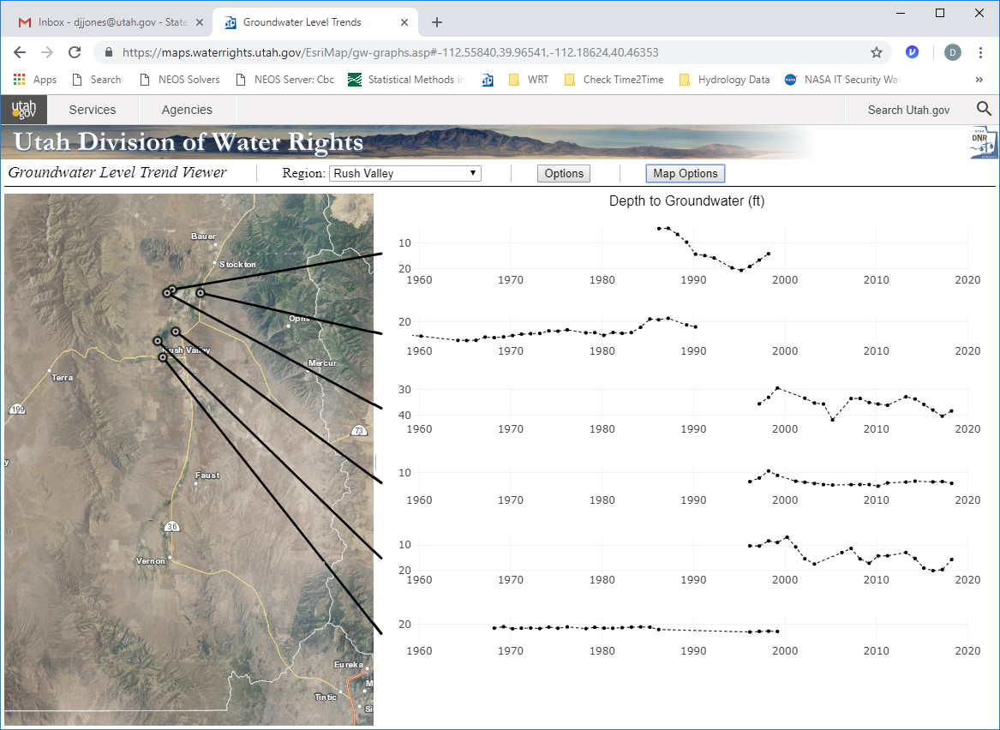 Inbox - djjones@utah.gov - State
Groundwater Level Trends
https://maps.waterrights.utah.gov/EsriMap/gw-graphs.asp#-112.55840,39.96541,-112.18624,40.46353
D
Apps Search NEOS Solvers NEOS Server: Cbc Statistical Methods in WRT Check Time2Time Hydrology Data NASA IT Security War »
utah gov Services Agencies Search Utah.gov
Utah Division of Water Rights
UTAH DNR
Groundwater Level Trend Viewer Region: Rush Valley Options Map Options
Depth to Groundwater (ft)
Bauer
Stockton
Ophi
Rush Valley
Mercur
Terra
199
73
y
Faust
36
Vernon
Eureka
M
Tintic
Sil
10
20
1960 1970 1980 1990 2000 2010 2020
20
1960 1970 1980 1990 2000 2010 2020
30
40
1960 1970 1980 1990 2000 2010 2020
10
1960 1970 1980 1990 2000 2010 2020
10
20
1960 1970 1980 1990 2000 2010 2020
20
1960 1970 1980 1990 2000 2010 2020